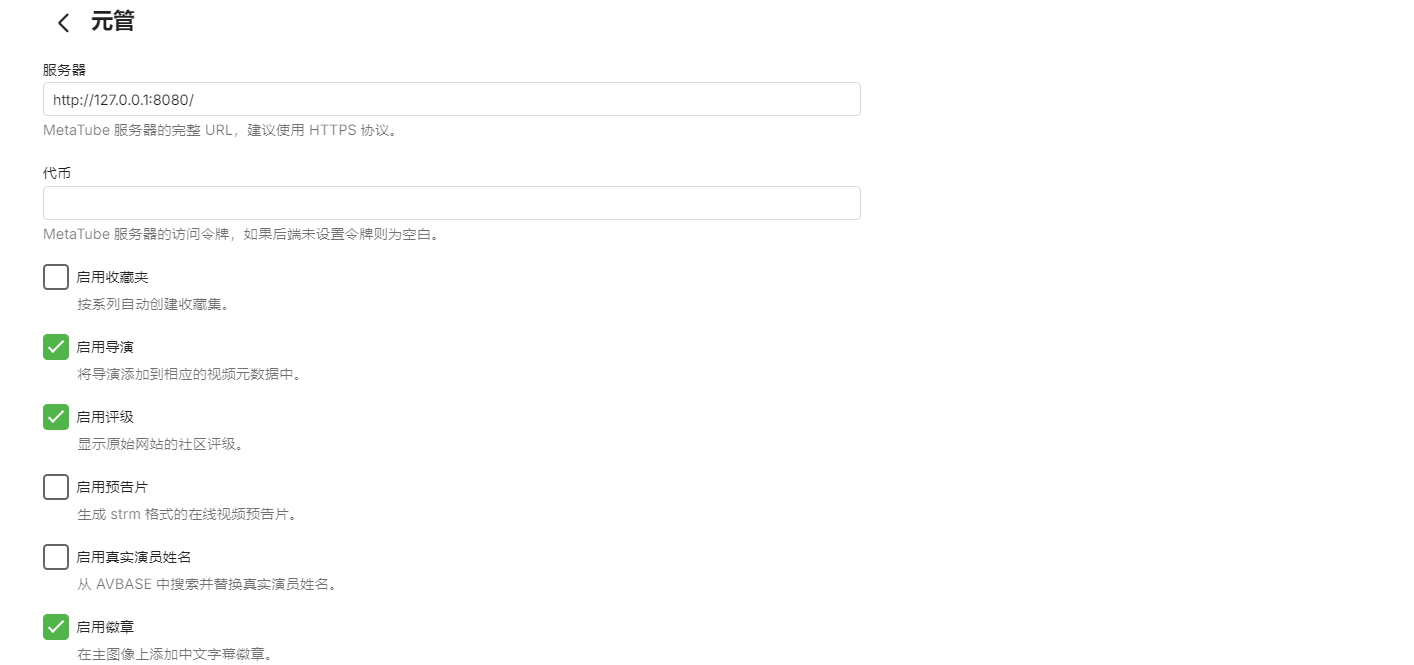 元管
服务器
http://127.0.0.1:8080/
MetaTube 服务器的完整 URL，建议使用 HTTPS 协议。
代币
MetaTube 服务器的访问令牌，如果后端未设置令牌则为空白。
启用收藏夹
按系列自动创建收藏集。
启用导演
将导演添加到相应的视频元数据中。
启用评级
显示原始网站的社区评级。
启用预告片
生成 strm 格式的在线视频预告片。
启用真实演员姓名
从 AVBASE 中搜索并替换真实演员姓名。
启用徽章
在主图像上添加中文字幕徽章。